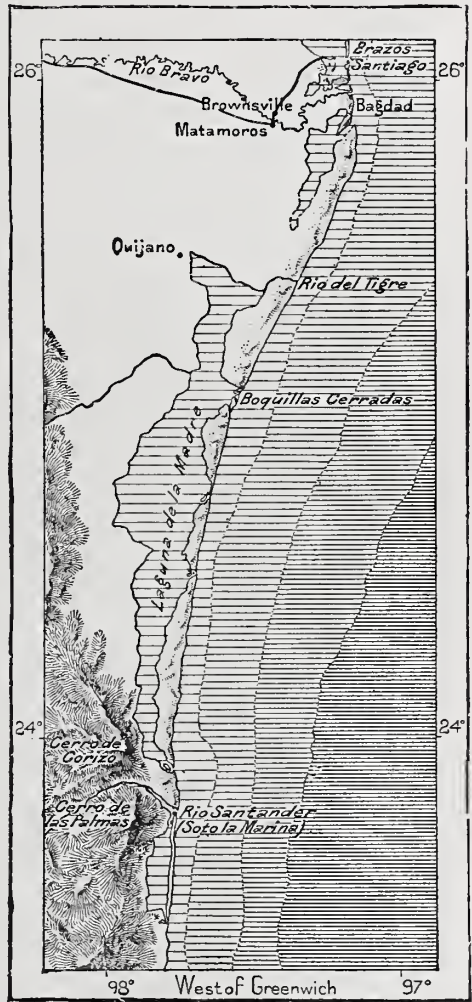 Brazos
Santiago
26°
26°
Rio Bravo
Brownsville
Bagdad
Matamoros
Quijano
Rio del Tigre
Boquillas Cerradas
Laguna de la Madre
24°
24°
Cerro de
Gorizo
Cerro de
las Palmas
Rio Santander
(Soto la Marina)
98°
West of Greenwich
97°